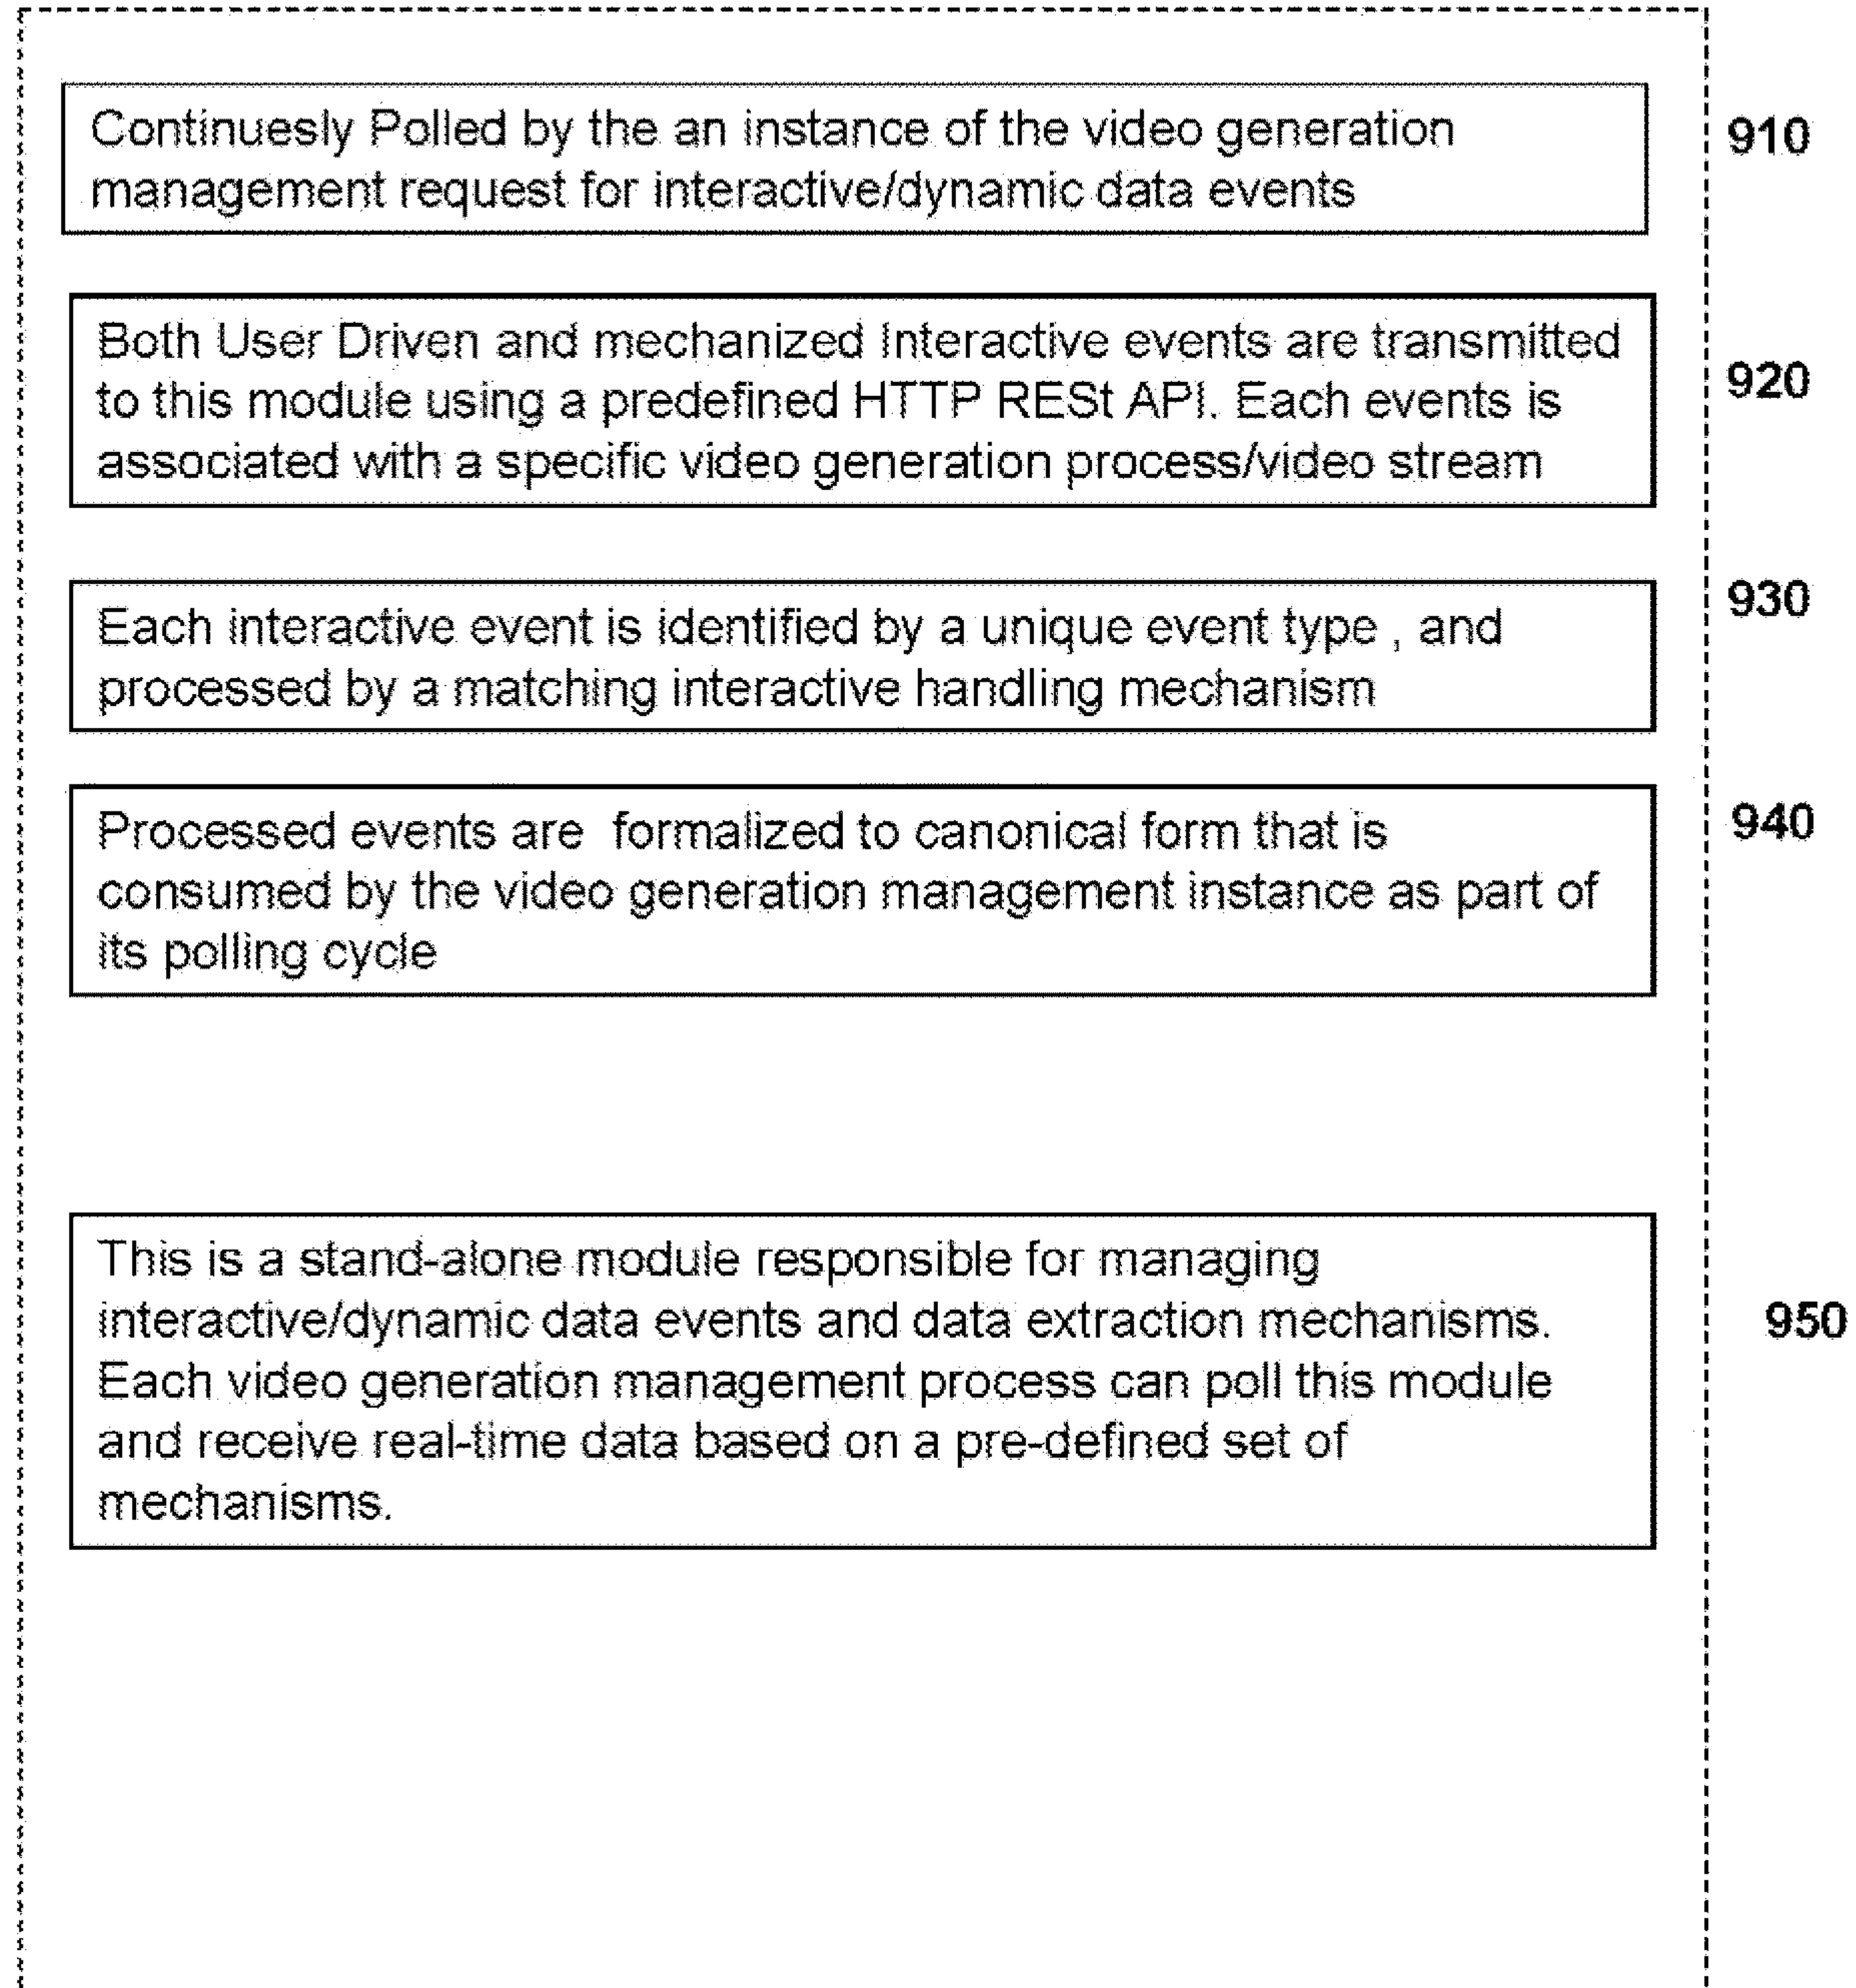 Continuesly Polled by the an instance of the video generation
management request for interactive/dynamic data events
910
Both User Driven and mechanized Interactive events are transmitted
to this module using a predefined HTTP RESt API. Each events is
associated with a specific video generation process/video stream
920
Each interactive event is identified by a unique event type , and
processed by a matching interactive handling mechanism
930
Processed events are formalized to canonical form that is
consumed by the video generation management instance as part of
its polling cycle
940
This is a stand-alone module responsible for managing
interactive/dynamic data events and data extraction mechanisms.
Each video generation management process can poll this module
and receive real-time data based on a pre-defined set of
mechanisms.
950